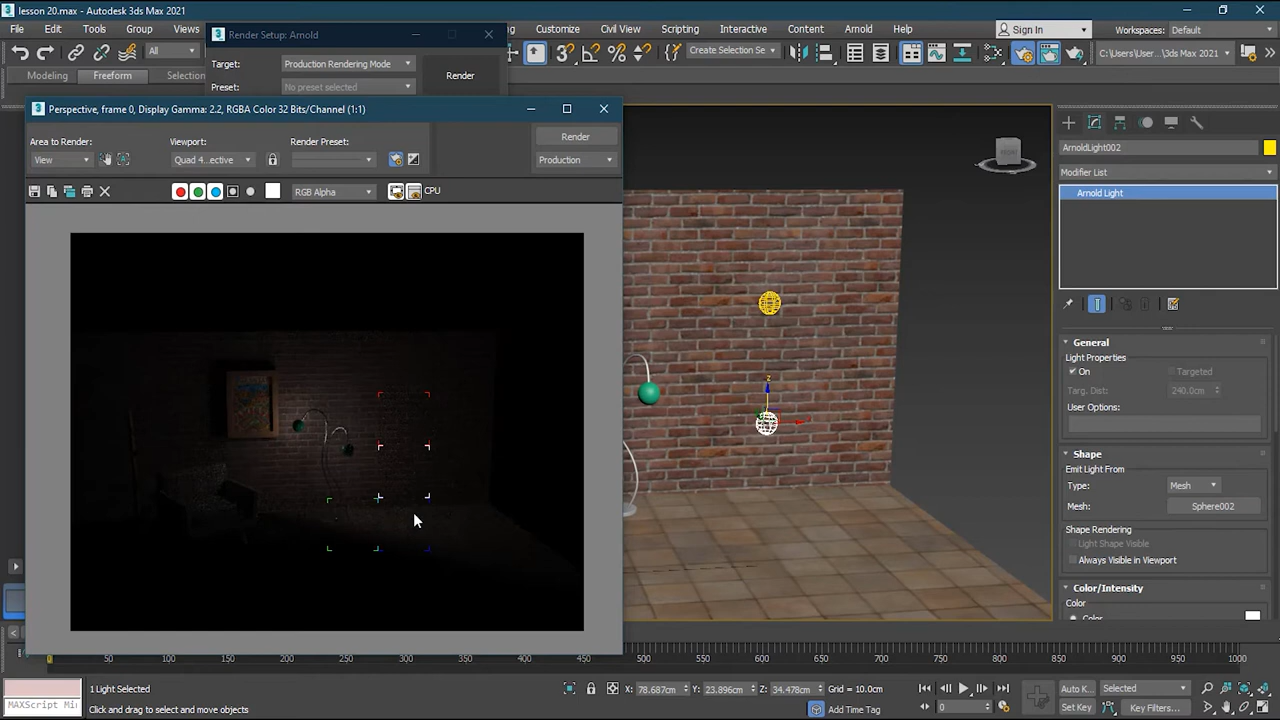 lesson 20.max - Autodesk 3ds Max 2021
File Edit Tools Group Customize Civil View Scripting Interactive Content Arnold Help Sign In Workspaces: Default
Render Setup: Arnold
All Create Selection Se C:\Users\User...\3ds Max 2021
Target: Production Rendering Mode Render
Modeling Freeform Selection
Preset: No preset selected
Perspective, frame 0, Display Gamma: 2.2, RGBA Color 32 Bits/Channel (1:1)
Area to Render: Viewport: Render Preset: Render
View Quad 4...ective Production
RGB Alpha CPU
ArnoldLight002
Modifier List
Arnold Light
General
Light Properties
On Targeted
Targ. Dist: 240.0cm
User Options:
Shape
Emit Light From
Type: Mesh
Mesh: Sphere002
Shape Rendering
Light Shape Visible
Always Visible in Viewport
Color/Intensity
Color
Color
z
50 100 150 200 250 300 350 400 450 500 550 600 650 700 750 800 850 900 950 1000
1 Light Selected X: 78.687cm Y: 23.896cm Z: 34.478cm Grid = 10.0cm Auto K... Selected
MAXScript Mi Click and drag to select and move objects Add Time Tag 0 Set Key Key Filters...